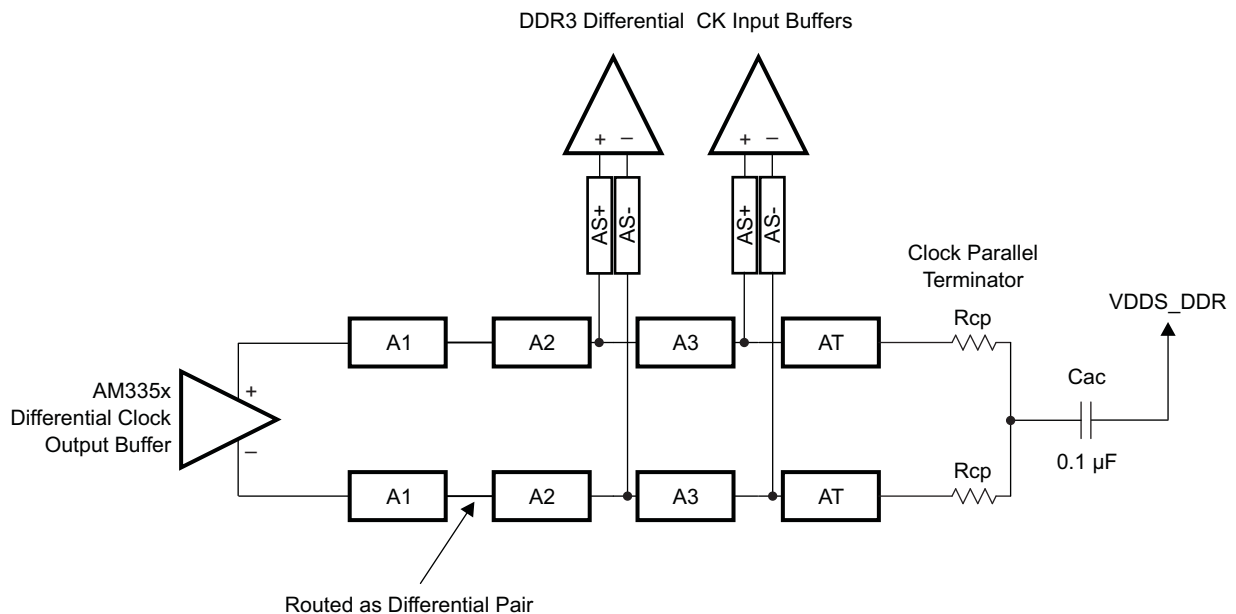 DDR3 Differential CK Input Buffers
+ − + −
AS+ AS- AS+ AS-
Clock Parallel
Terminator
VDDS_DDR
Rcp
A1 A2 A3 AT
Cac
AM335x
Differential Clock
Output Buffer
+
−
0.1 µF
Rcp
A1 A2 A3 AT
Routed as Differential Pair